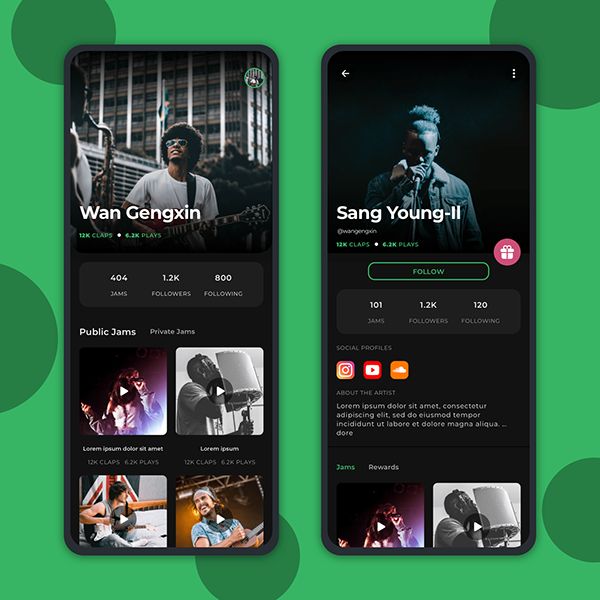 Wan Gengxin
12K CLAPS • 6.2K PLAYS
404 1.2K 800
JAMS FOLLOWERS FOLLOWING
Public Jams Private Jams
Lorem ipsum dolor sit amet Lorem ipsum
12K CLAPS 6.2K PLAYS 12K CLAPS 6.2K PLAYS
Sang Young-Il
@wangengxin
12K CLAPS • 6.2K PLAYS
FOLLOW
101 1.2K 120
JAMS FOLLOWERS FOLLOWING
SOCIAL PROFILES
ABOUT THE ARTIST
Lorem ipsum dolor sit amet, consectetur
adipiscing elit, sed do eiusmod tempor
incididunt ut labore et dolore magna aliqua. ...
dore
Jams Rewards